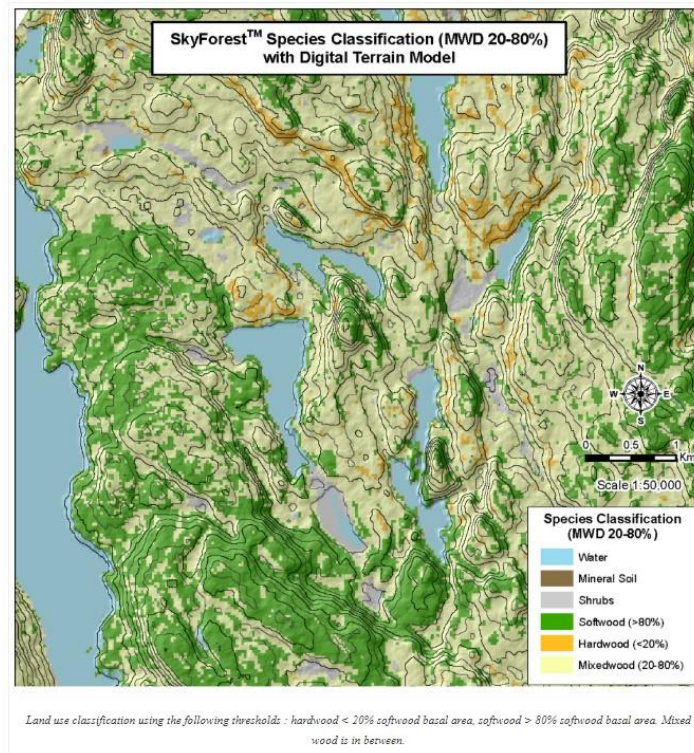 SkyForest™ Species Classification (MWD 20-80%)
with Digital Terrain Model
N
W E
S
0 0.5 1
Km
Scale 1:50,000
Species Classification
(MWD 20-80%)
Water
Mineral Soil
Shrubs
Softwood (>80%)
Hardwood (<20%)
Mixedwood (20-80%)
Land use classification using the following thresholds : hardwood < 20% softwood basal area, softwood > 80% softwood basal area. Mixed
wood is in between.